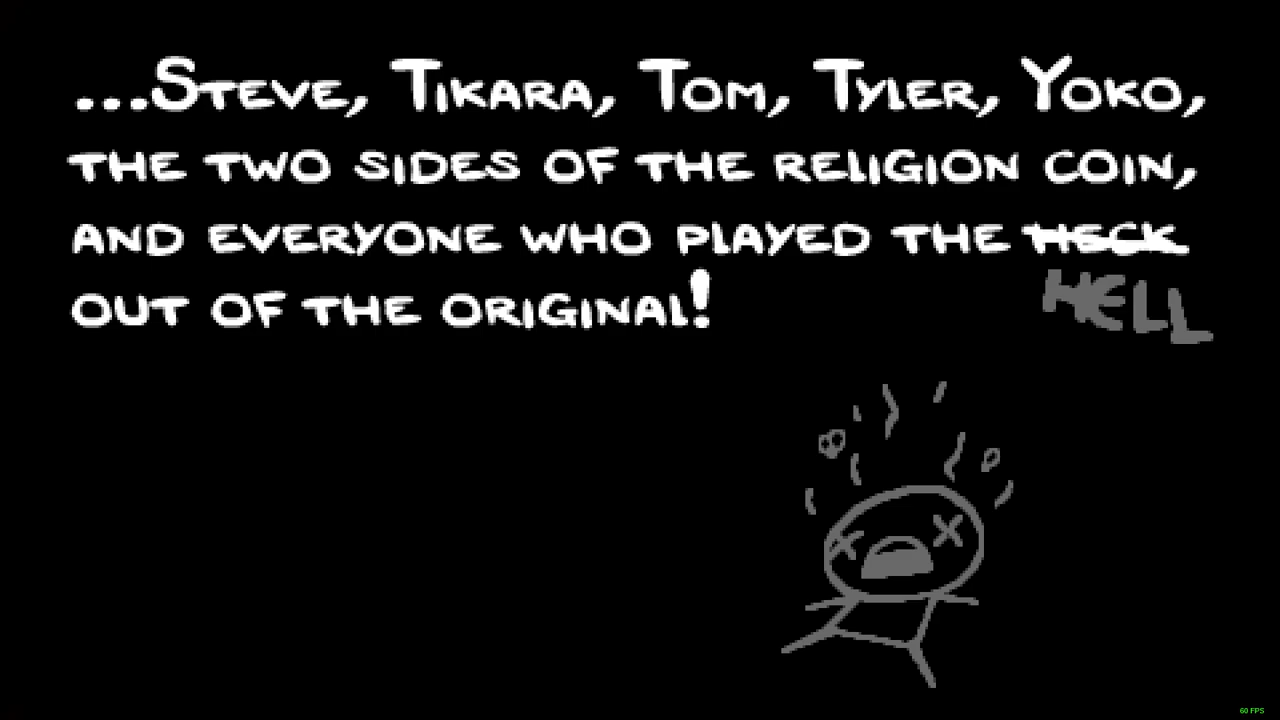 ...Steve, Tikara, Tom, Tyler, Yoko,
the two sides of the religion coin,
and everyone who played the heck
HELL
out of the original!
60 FPS